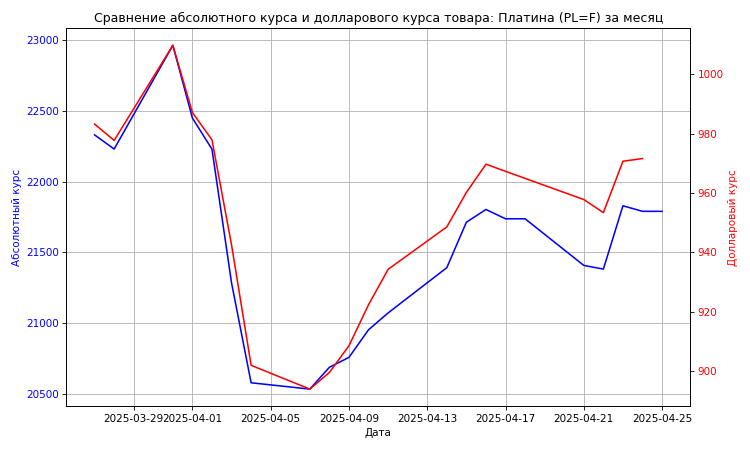 Сравнение абсолютного курса и долларового курса товара: Платина (PL=F) за месяц
23000
22500
22000
21500
21000
20500
Абсолютный курс
1000
980
960
940
920
900
Долларовый курс
2025-03-29 2025-04-01 2025-04-05 2025-04-09 2025-04-13 2025-04-17 2025-04-21 2025-04-25
Дата